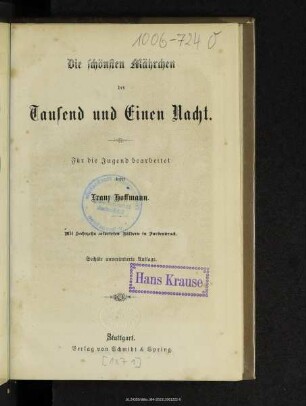 1006-724 O
Die schönsten Mährchen
der
Tausend und Einen Nacht.
Für die Jugend bearbeitet
von
Franz Hoffmann.
Mit sechzehn colorirten Bildern in Farbendruck.
Sechste unveränderte Auflage.
Hans Krause
Stuttgart.
Verlag von Schmidt & Spring.
[1871]